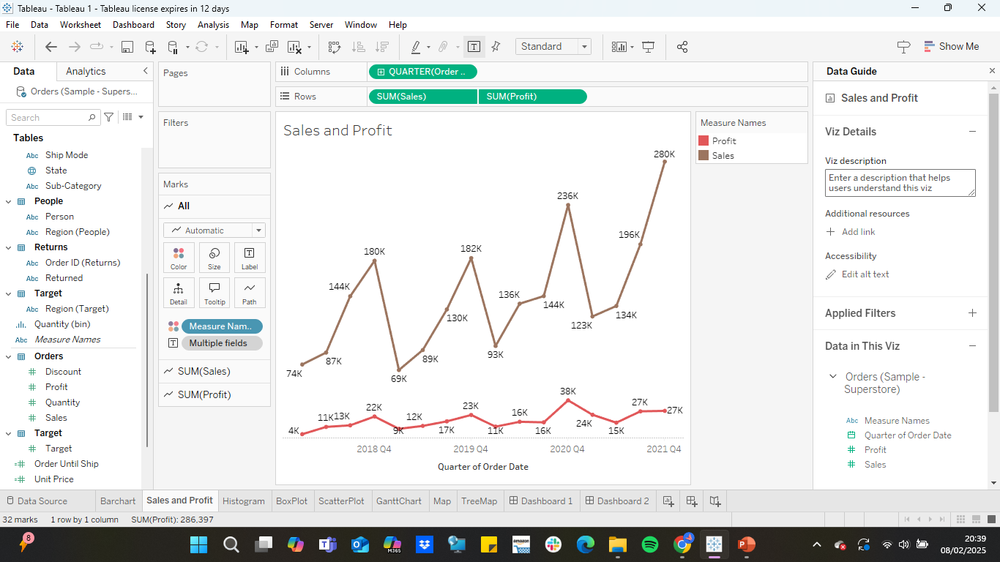 Tableau - Tableau 1 - Tableau license expires in 12 days
File Data Worksheet Dashboard Story Analysis Map Format Server Window Help
Standard
Show Me
Data Analytics
Orders (Sample - Supers...
Search
Tables
Abc Ship Mode
State
Abc Sub-Category
People
Abc Person
Abc Region (People)
Returns
Abc Order ID (Returns)
Abc Returned
Target
Abc Region (Target)
Quantity (bin)
Abc Measure Names
Orders
# Discount
# Profit
# Quantity
# Sales
Target
# Target
=# Order Until Ship
=# Unit Price
Pages
Filters
Marks
All
Automatic
Color Size Label
Detail Tooltip Path
Measure Nam..
T Multiple fields
SUM(Sales)
SUM(Profit)
Columns QUARTER(Order ..
Rows SUM(Sales) SUM(Profit)
Sales and Profit
280K
236K
196K
182K
180K
144K
136K
144K
130K
134K
123K
87K
89K
93K
74K
69K
38K
22K
23K
27K
27K
11K
13K
12K
16K
24K
4K
9K
17K
11K
16K
15K
2018 Q4 2019 Q4 2020 Q4 2021 Q4
Quarter of Order Date
Measure Names
Profit
Sales
Data Guide
Sales and Profit
Viz Details
Viz description
Enter a description that helps
users understand this viz
Additional resources
Add link
Accessibility
Edit alt text
Applied Filters
Data in This Viz
Orders (Sample -
Superstore)
Abc Measure Names
Quarter of Order Date
# Profit
# Sales
Data Source Barchart Sales and Profit Histogram BoxPlot ScatterPlot GanttChart Map TreeMap Dashboard 1 Dashboard 2
32 marks 1 row by 1 column SUM(Profit): 286,397
8
M365
amazon
P
20:39
08/02/2025